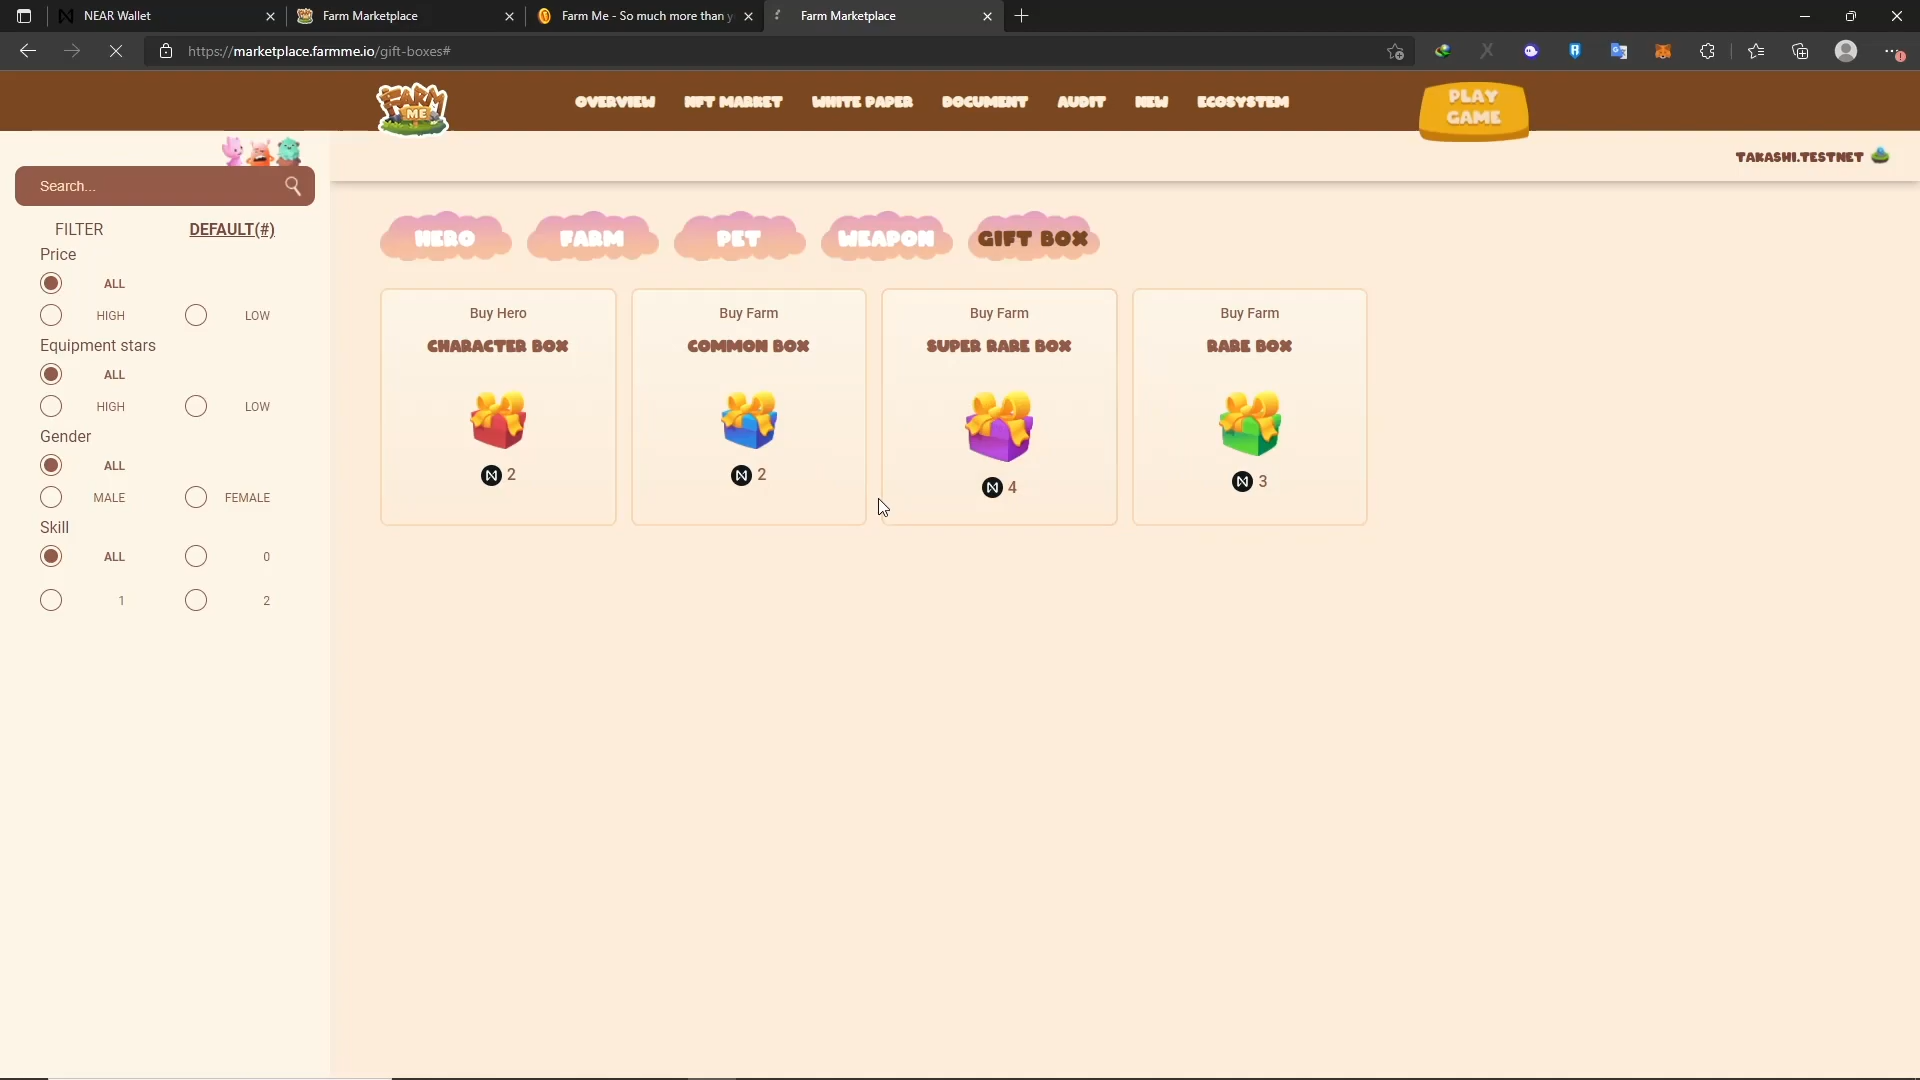 NEAR Wallet
Farm Marketplace
Farm Me - So much more than y
Farm Marketplace
https://marketplace.farmme.io/gift-boxes#
FARM
ME
OVERVIEW
NFT MARKET
WHITE PAPER
DOCUMENT
AUDIT
NEW
ECOSYSTEM
PLAY
GAME
TAKASHI.TESTNET
Search...
FILTER
DEFAULT(#)
Price
ALL
HIGH
LOW
Equipment stars
ALL
HIGH
LOW
Gender
ALL
MALE
FEMALE
Skill
ALL
0
1
2
HERO
FARM
PET
WEAPON
GIFT BOX
Buy Hero
CHARACTER BOX
2
Buy Farm
COMMON BOX
2
Buy Farm
SUPER RARE BOX
4
Buy Farm
RARE BOX
3